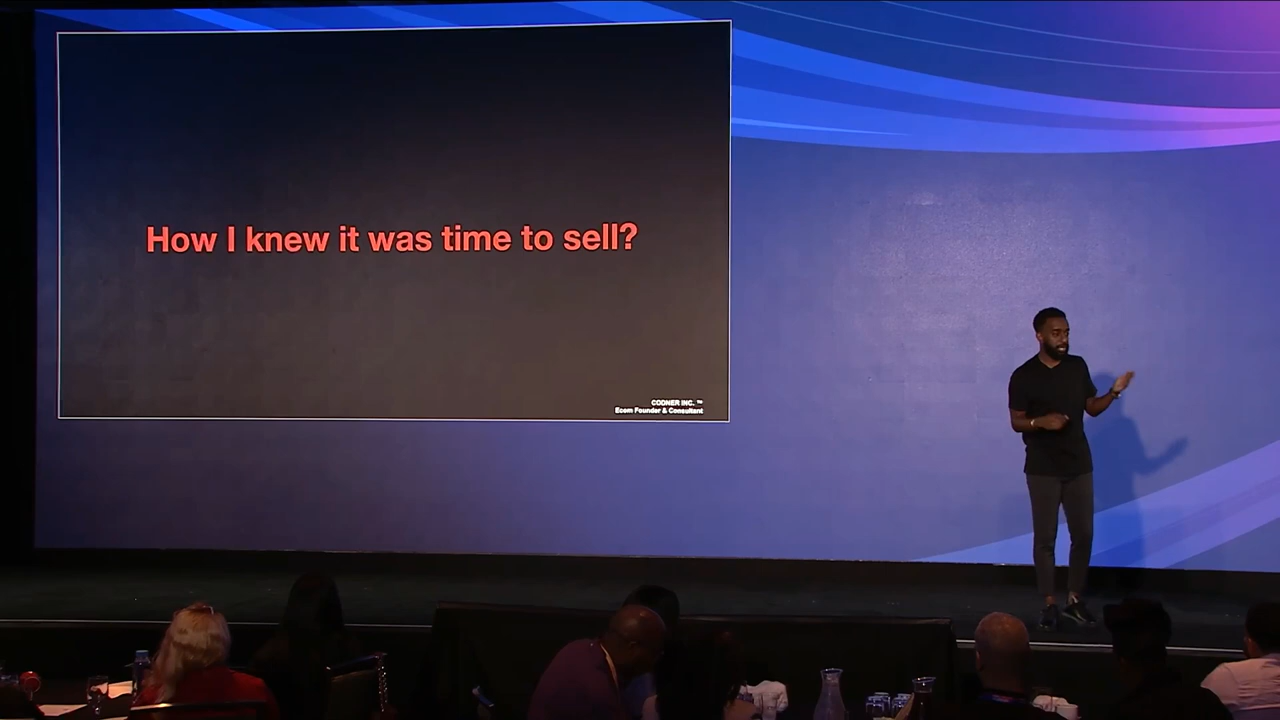 How I knew it was time to sell?
CODNER INC. ™
Ecom Founder & Consultant